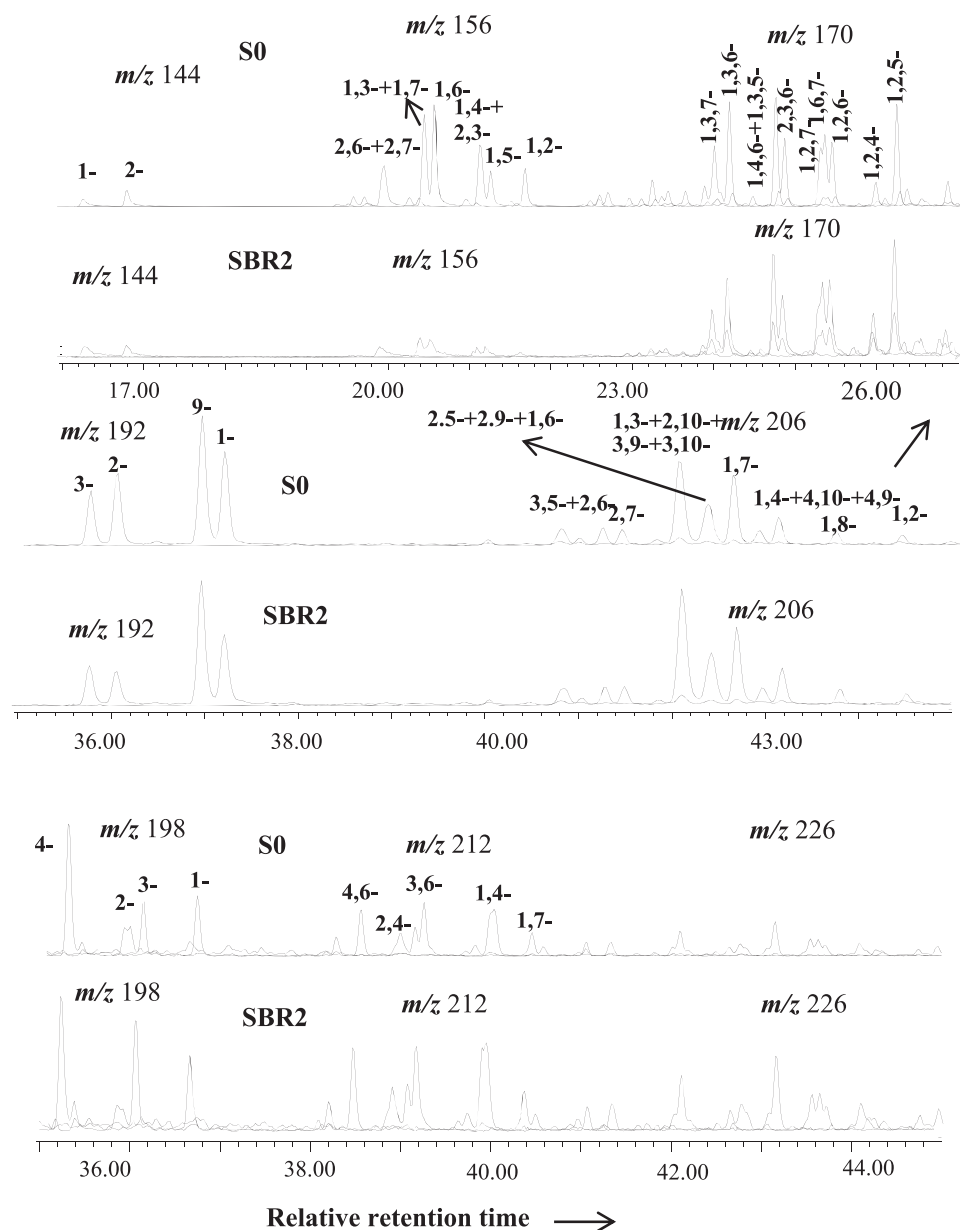 m/z 156
S0
m/z 170
m/z 144
1,3-+1,7-
1,6-
1,4-+
2,3-
2,6-+2,7-
1,5-
1,2-
1-
2-
1,3,7-
1,3,6-
1,4,6-+1,3,5-
2,3,6-
1,2,7-
1,6,7-
1,2,6-
1,2,4-
1,2,5-
m/z 144
SBR2
m/z 156
m/z 170
17.00 20.00 23.00 26.00
m/z 192
9-
1-
3-
2-
S0
2.5-+2.9-+1,6-
1,3-+2,10-+
3,9-+3,10-
m/z 206
1,7-
3,5-+2,6-
2,7-
1,4-+4,10-+4,9-
1,8-
1,2-
m/z 192
SBR2
m/z 206
36.00 38.00 40.00 43.00
4-
m/z 198
S0
m/z 212
m/z 226
2-
3-
1-
4,6-
2,4-
3,6-
1,4-
1,7-
m/z 198
SBR2
m/z 212
m/z 226
36.00 38.00 40.00 42.00 44.00
Relative retention time